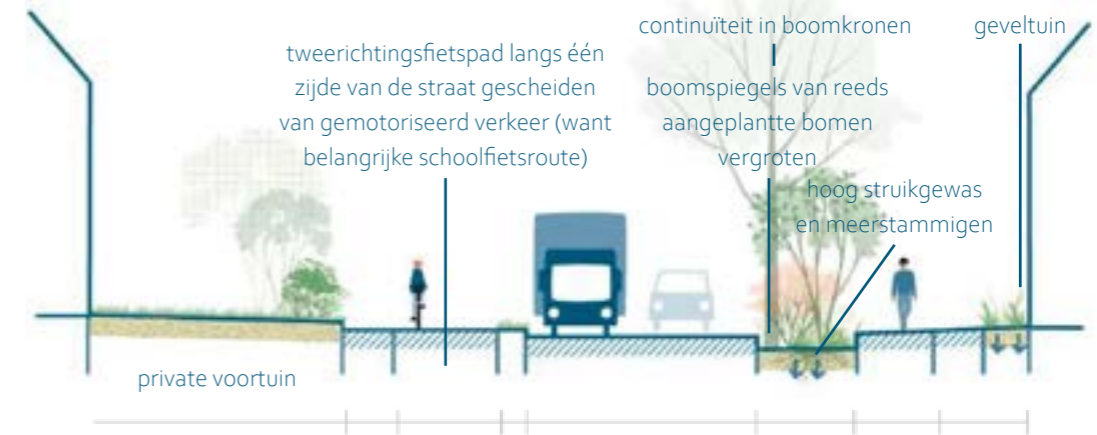 tweerichtingsfietspad langs één
zijde van de straat gescheiden
van gemotoriseerd verkeer (want
belangrijke schoolfietsroute)
continuïteit in boomkronen
boomspiegels van reeds
aangeplantte bomen
vergroten
hoog struikgewas
en meerstammigen
geveltuin
private voortuin